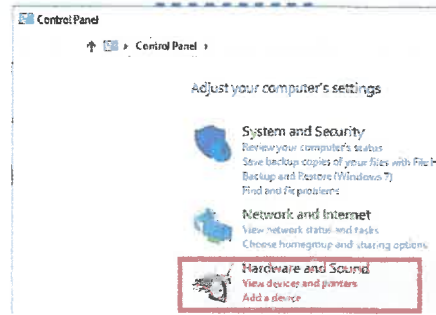 Control Panel
Control Panel
Adjust your computer's settings
System and Security
Review your computer's status
Save backup copies of your files with File H
Backup and Restore (Windows 7)
Find and fix problems
Network and Internet
View network status and tasks
Choose homegroup and sharing options
Hardware and Sound
View devices and printers
Add a device